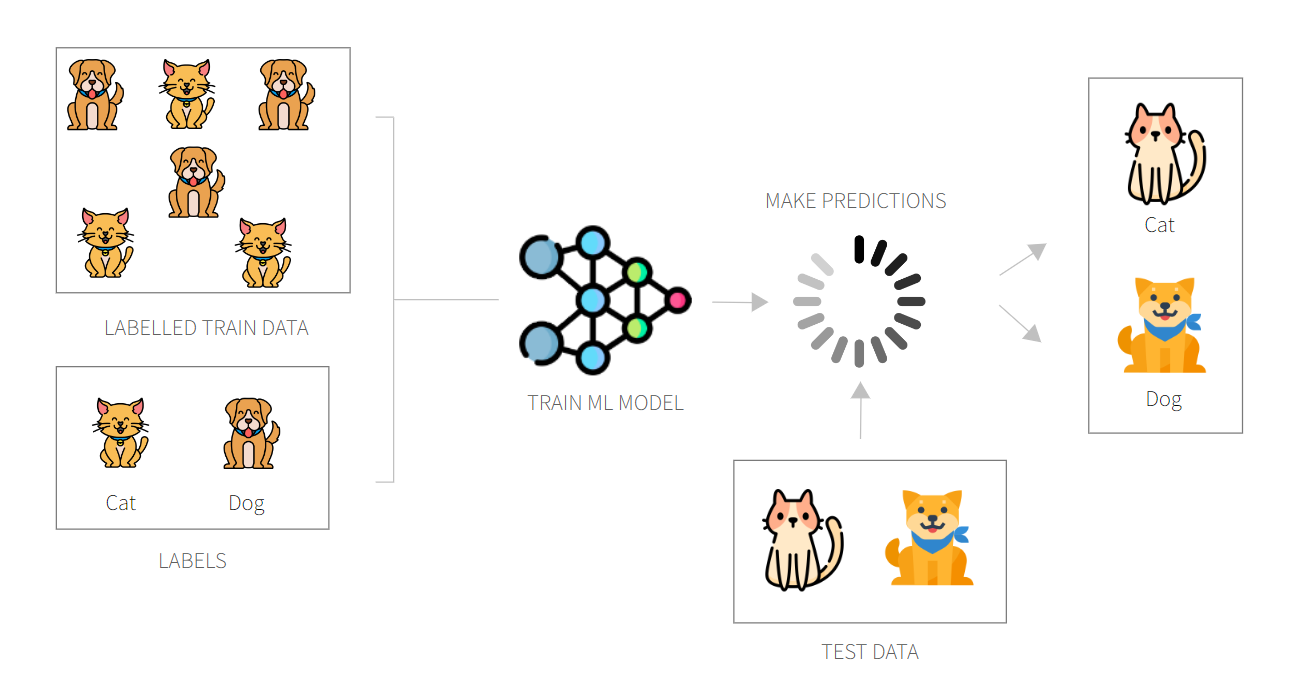 LABELLED TRAIN DATA
Cat
Dog
LABELS
TRAIN ML MODEL
MAKE PREDICTIONS
TEST DATA
Cat
Dog